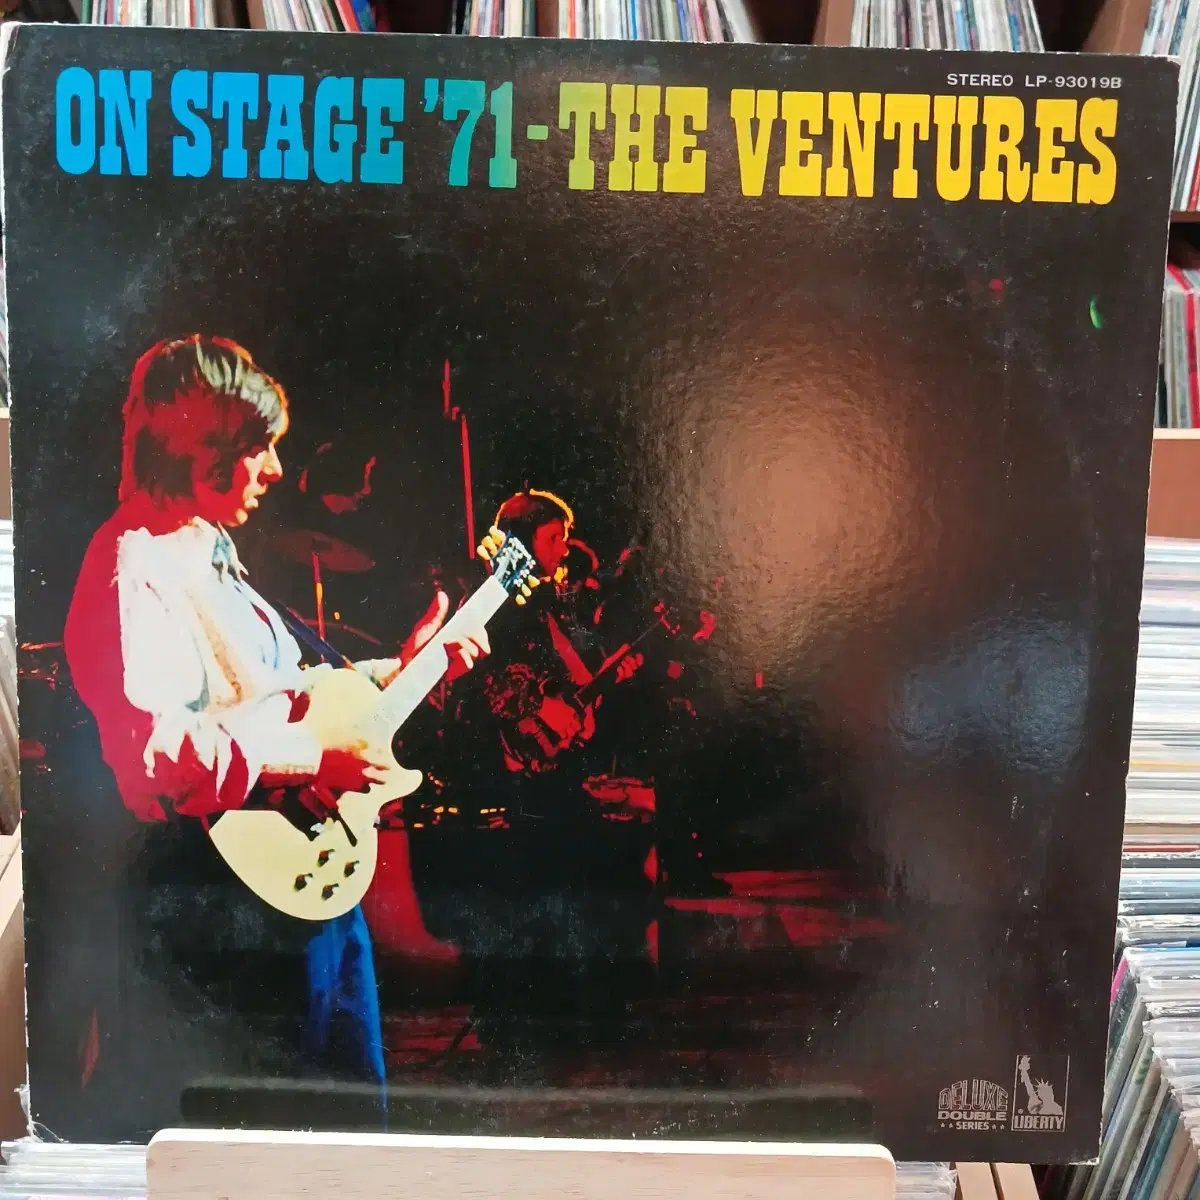 STEREO LP-93019B
ON STAGE '71-THE VENTURES
DELUXE
DOUBLE
SERIES
LIBERTY